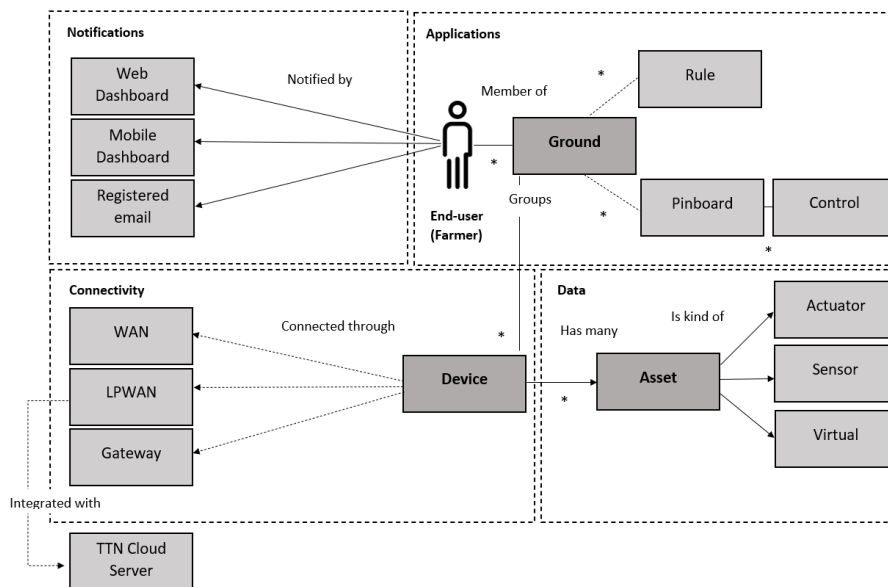 Notifications
Web
Dashboard
Mobile
Dashboard
Registered
email
Notified by
Applications
Member of
*
End-user
(Farmer)
Ground
*
Rule
*
Pinboard
Control
*
Groups
Connectivity
WAN
LPWAN
Gateway
Connected through
*
Device
Integrated with
TTN Cloud
Server
Data
Has many
*
Is kind of
Asset
Actuator
Sensor
Virtual